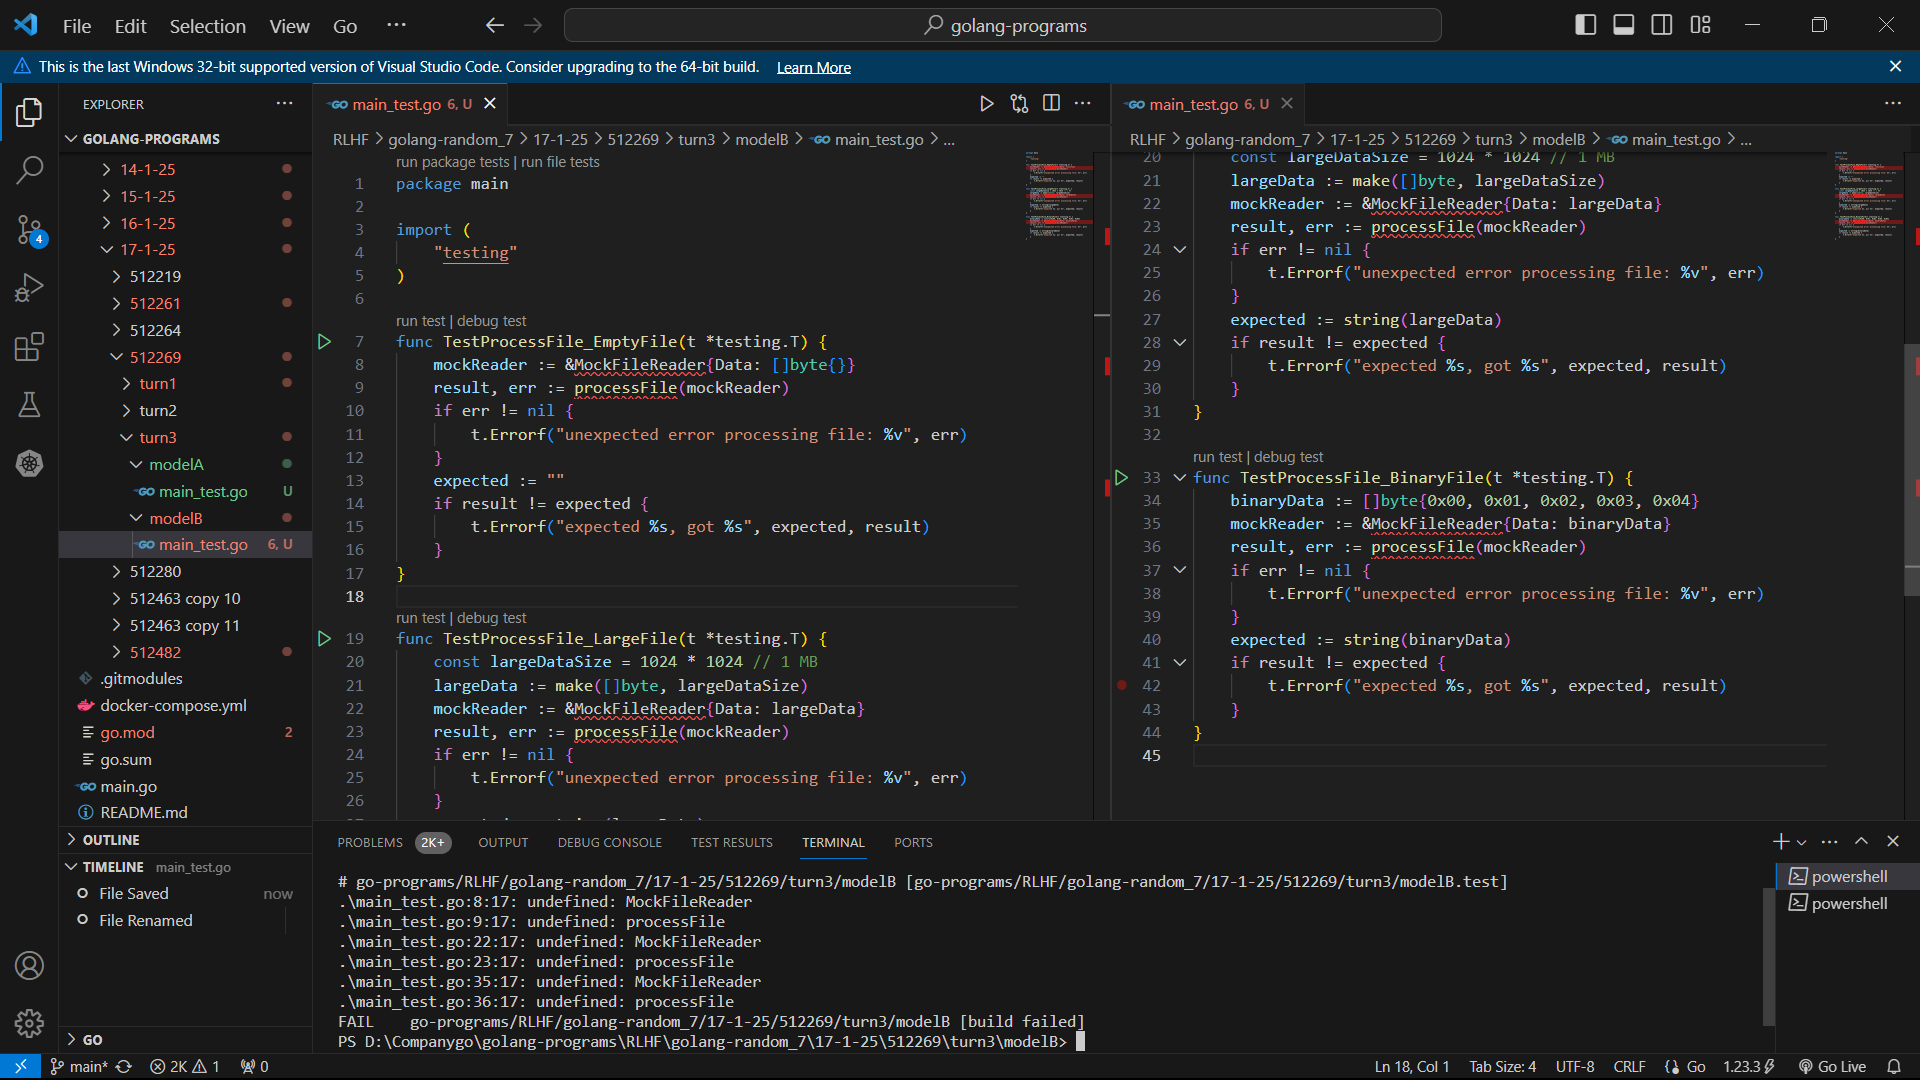 File Edit Selection View Go ··· golang-programs
This is the last Windows 32-bit supported version of Visual Studio Code. Consider upgrading to the 64-bit build. Learn More
EXPLORER
GOLANG-PROGRAMS
14-1-25
15-1-25
16-1-25
17-1-25
512219
512261
512264
512269
turn1
turn2
turn3
modelA
main_test.go U
modelB
main_test.go 6, U
512280
512463 copy 10
512463 copy 11
512482
.gitmodules
docker-compose.yml
go.mod 2
go.sum
main.go
README.md
OUTLINE
TIMELINE main_test.go
File Saved now
File Renamed
GO
4
main_test.go 6, U
RLHF > golang-random_7 > 17-1-25 > 512269 > turn3 > modelB > main_test.go > ...
run package tests | run file tests
1 package main
2
3 import (
4 "testing"
5 )
6
run test | debug test
7 func TestProcessFile_EmptyFile(t *testing.T) {
8 mockReader := &MockFileReader{Data: []byte{}}
9 result, err := processFile(mockReader)
10 if err != nil {
11 t.Errorf("unexpected error processing file: %v", err)
12 }
13 expected := ""
14 if result != expected {
15 t.Errorf("expected %s, got %s", expected, result)
16 }
17 }
18
run test | debug test
19 func TestProcessFile_LargeFile(t *testing.T) {
20 const largeDataSize = 1024 * 1024 // 1 MB
21 largeData := make([]byte, largeDataSize)
22 mockReader := &MockFileReader{Data: largeData}
23 result, err := processFile(mockReader)
24 if err != nil {
25 t.Errorf("unexpected error processing file: %v", err)
26 }
main_test.go 6, U
RLHF > golang-random_7 > 17-1-25 > 512269 > turn3 > modelB > main_test.go > ...
20 const largeDataSize = 1024 * 1024 // 1 MB
21 largeData := make([]byte, largeDataSize)
22 mockReader := &MockFileReader{Data: largeData}
23 result, err := processFile(mockReader)
24 if err != nil {
25 t.Errorf("unexpected error processing file: %v", err)
26 }
27 expected := string(largeData)
28 if result != expected {
29 t.Errorf("expected %s, got %s", expected, result)
30 }
31 }
32
run test | debug test
33 func TestProcessFile_BinaryFile(t *testing.T) {
34 binaryData := []byte{0x00, 0x01, 0x02, 0x03, 0x04}
35 mockReader := &MockFileReader{Data: binaryData}
36 result, err := processFile(mockReader)
37 if err != nil {
38 t.Errorf("unexpected error processing file: %v", err)
39 }
40 expected := string(binaryData)
41 if result != expected {
42 t.Errorf("expected %s, got %s", expected, result)
43 }
44 }
45
PROBLEMS 2K+ OUTPUT DEBUG CONSOLE TEST RESULTS TERMINAL PORTS
# go-programs/RLHF/golang-random_7/17-1-25/512269/turn3/modelB [go-programs/RLHF/golang-random_7/17-1-25/512269/turn3/modelB.test]
.\main_test.go:8:17: undefined: MockFileReader
.\main_test.go:9:17: undefined: processFile
.\main_test.go:22:17: undefined: MockFileReader
.\main_test.go:23:17: undefined: processFile
.\main_test.go:35:17: undefined: MockFileReader
.\main_test.go:36:17: undefined: processFile
FAIL go-programs/RLHF/golang-random_7/17-1-25/512269/turn3/modelB [build failed]
PS D:\Companygo\golang-programs\RLHF\golang-random_7\17-1-25\512269\turn3\modelB>
powershell
powershell
main* 2K 1 0 Ln 18, Col 1 Tab Size: 4 UTF-8 CRLF Go 1.23.3 Go Live